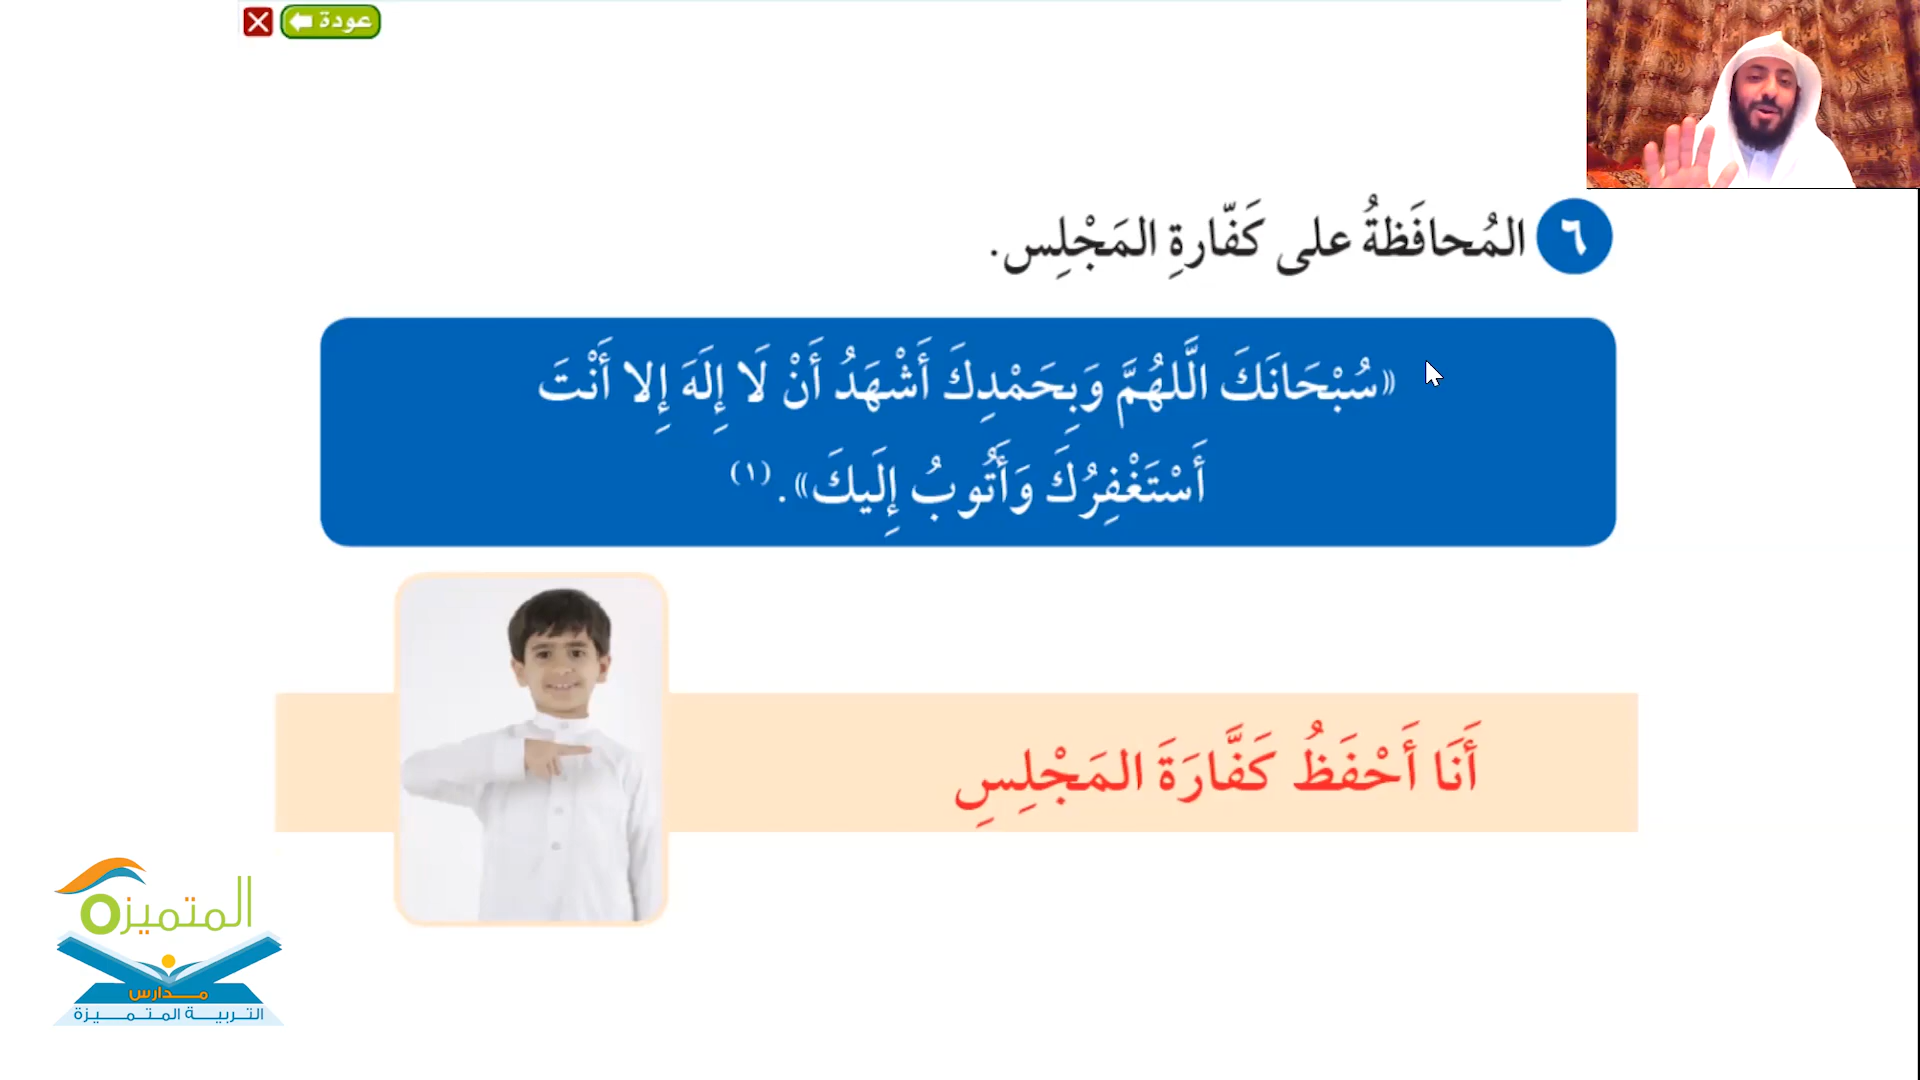 عودة
٦ المُحافَظةُ على كَفّارةِ المَجْلِس.
«سُبْحَانَكَ اللَّهُمَّ وَبِحَمْدِكَ أَشْهَدُ أَنْ لَا إِلَهَ إِلا أَنْتَ
أَسْتَغْفِرُكَ وَأَتُوبُ إِلَيكَ».(١)
أَنَا أَحْفَظُ كَفَّارَةَ المَجْلِسِ
المتميزة
مدارس
التربية المتميزة